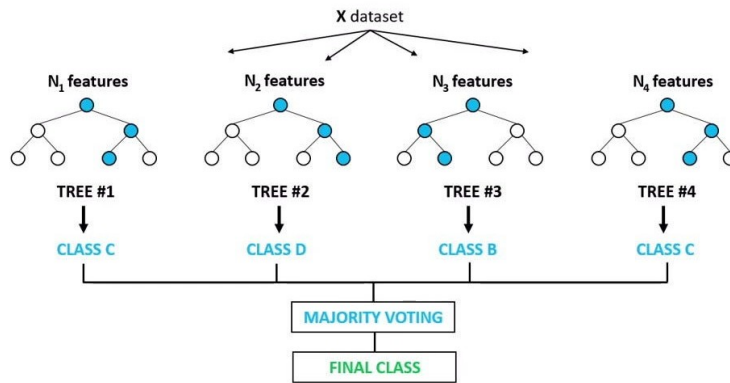 X dataset
N1 features
N2 features
N3 features
N4 features
TREE #1
TREE #2
TREE #3
TREE #4
CLASS C
CLASS D
CLASS B
CLASS C
MAJORITY VOTING
FINAL CLASS